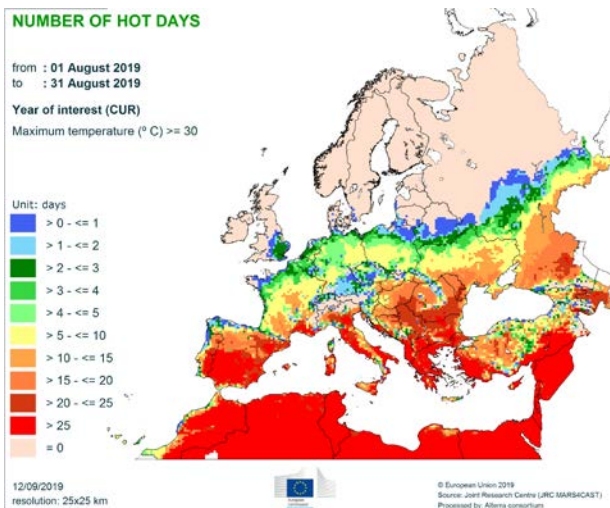 NUMBER OF HOT DAYS
from : 01 August 2019
to : 31 August 2019
Year of interest (CUR)
Maximum temperature (º C) >= 30
Unit: days
> 0 - <= 1
> 1 - <= 2
> 2 - <= 3
> 3 - <= 4
> 4 - <= 5
> 5 - <= 10
> 10 - <= 15
> 15 - <= 20
> 20 - <= 25
> 25
= 0
12/09/2019
resolution: 25x25 km
European
Commission
© European Union 2019
Source: Joint Research Centre (JRC MARS4CAST)
Processed by: Alterra consortium